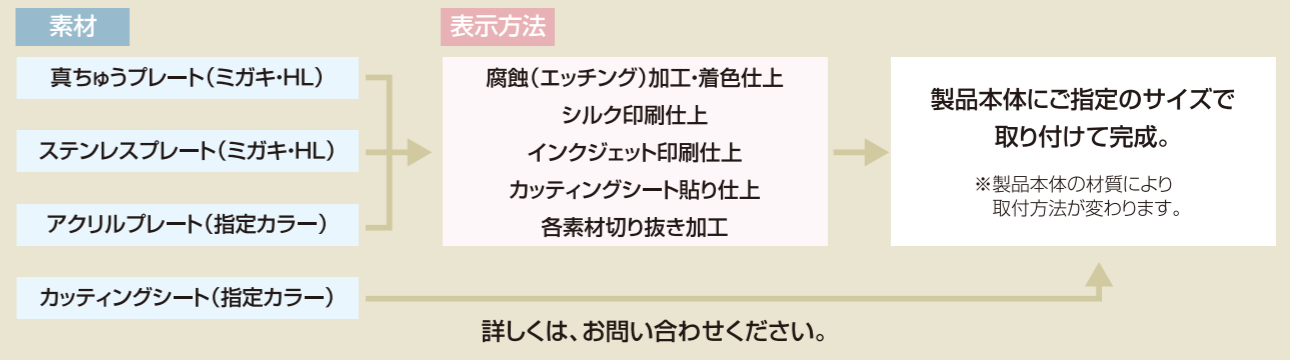 素材
真ちゅうプレート(ミガキ・HL)
ステンレスプレート(ミガキ・HL)
アクリルプレート(指定カラー)
カッティングシート(指定カラー)
表示方法
腐蝕(エッチング)加工・着色仕上
シルク印刷仕上
インクジェット印刷仕上
カッティングシート貼り仕上
各素材切り抜き加工
製品本体にご指定のサイズで
取り付けて完成。
※製品本体の材質により
取付方法が変わります。
詳しくは、お問い合わせください。